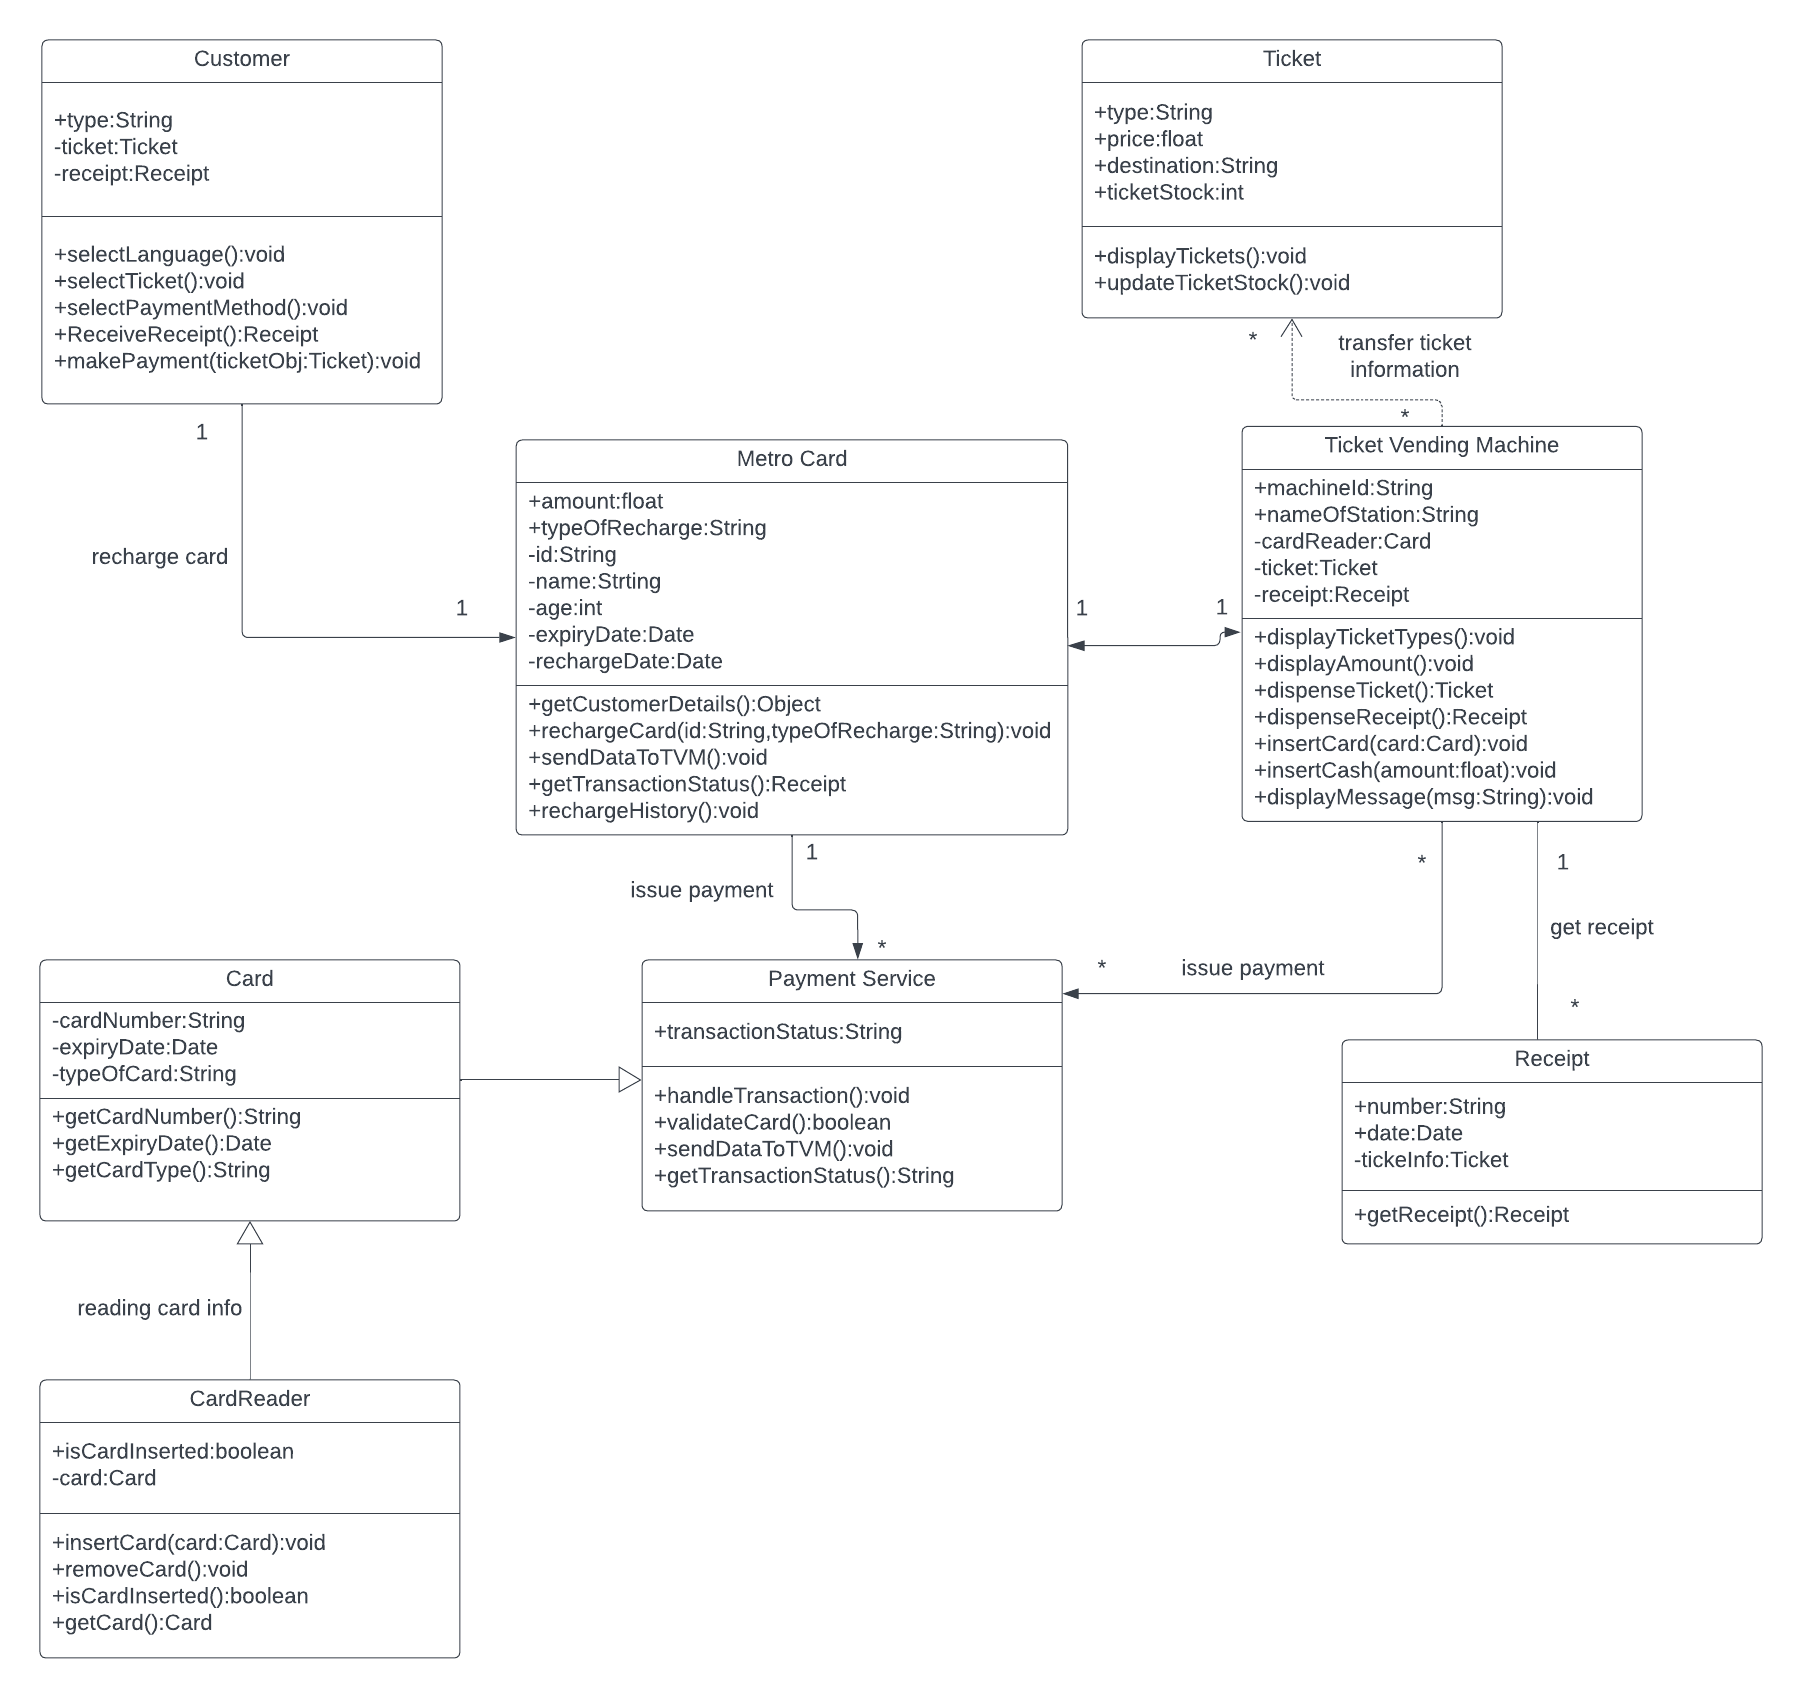 Customer
+type:String
-ticket:Ticket
-receipt:Receipt
+selectLanguage():void
+selectTicket():void
+selectPaymentMethod():void
+ReceiveReceipt():Receipt
+makePayment(ticketObj:Ticket):void
Ticket
+type:String
+price:float
+destination:String
+ticketStock:int
+displayTickets():void
+updateTicketStock():void
*
transfer ticket
information
*
1
recharge card
1
Metro Card
+amount:float
+typeOfRecharge:String
-id:String
-name:Strting
-age:int
-expiryDate:Date
-rechargeDate:Date
+getCustomerDetails():Object
+rechargeCard(id:String,typeOfRecharge:String):void
+sendDataToTVM():void
+getTransactionStatus():Receipt
+rechargeHistory():void
1
1
Ticket Vending Machine
+machineId:String
+nameOfStation:String
-cardReader:Card
-ticket:Ticket
-receipt:Receipt
+displayTicketTypes():void
+displayAmount():void
+dispenseTicket():Ticket
+dispenseReceipt():Receipt
+insertCard(card:Card):void
+insertCash(amount:float):void
+displayMessage(msg:String):void
1
issue payment
*
*
issue payment
*
1
get receipt
*
Card
-cardNumber:String
-expiryDate:Date
-typeOfCard:String
+getCardNumber():String
+getExpiryDate():Date
+getCardType():String
Payment Service
+transactionStatus:String
+handleTransaction():void
+validateCard():boolean
+sendDataToTVM():void
+getTransactionStatus():String
Receipt
+number:String
+date:Date
-tickeInfo:Ticket
+getReceipt():Receipt
reading card info
CardReader
+isCardInserted:boolean
-card:Card
+insertCard(card:Card):void
+removeCard():void
+isCardInserted():boolean
+getCard():Card